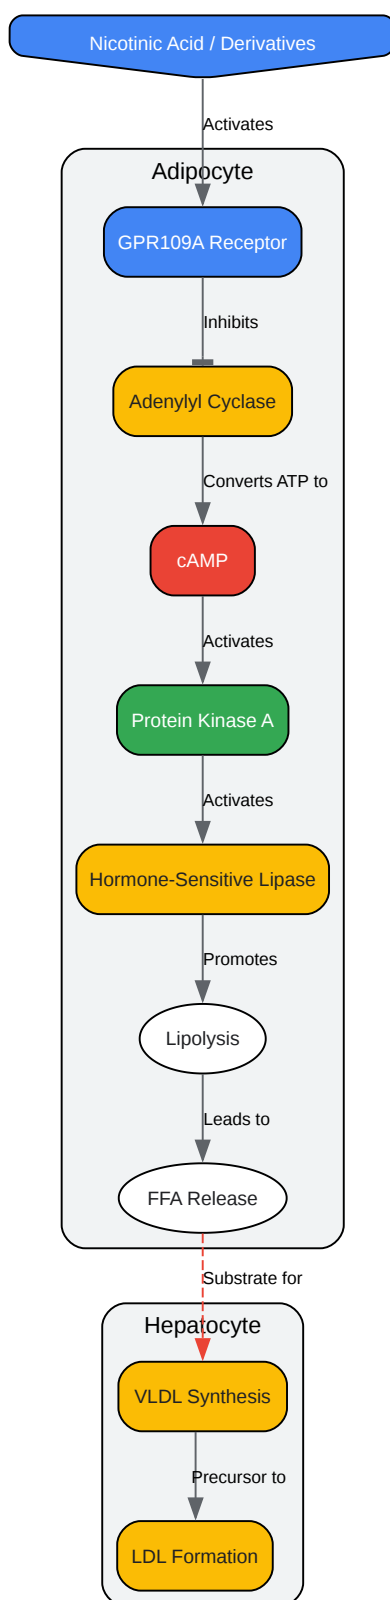 Nicotinic Acid / Derivatives
Activates
Adipocyte
GPR109A Receptor
Inhibits
Adenylyl Cyclase
Converts ATP to
cAMP
Activates
Protein Kinase A
Activates
Hormone-Sensitive Lipase
Promotes
Lipolysis
Leads to
FFA Release
Substrate for
Hepatocyte
VLDL Synthesis
Precursor to
LDL Formation